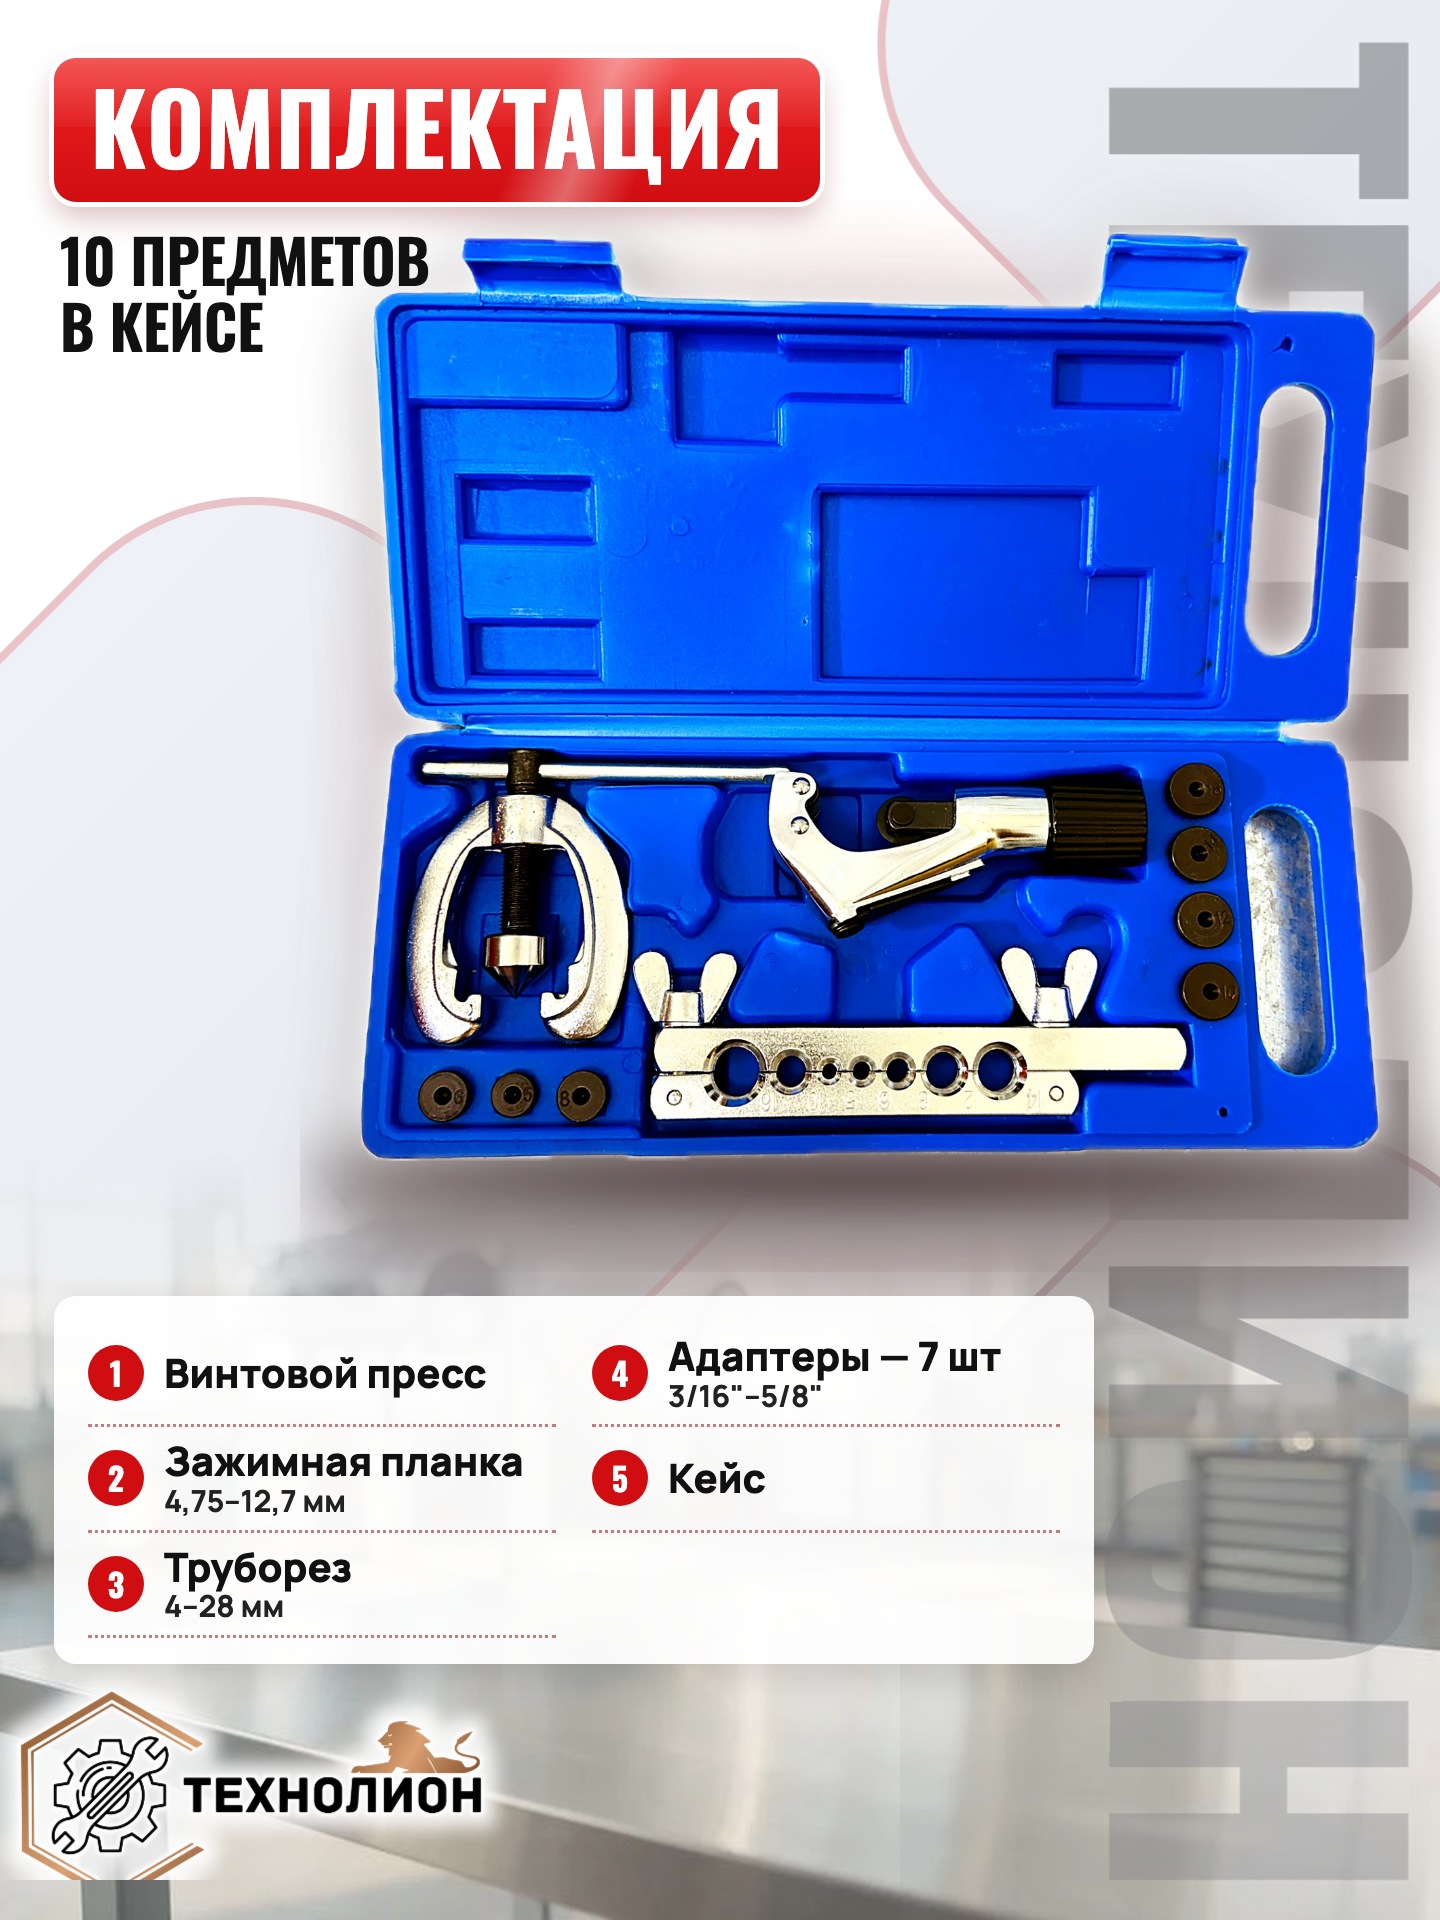 КОМПЛЕКТАЦИЯ
10 ПРЕДМЕТОВ
В КЕЙСЕ
1 Винтовой пресс
2 Зажимная планка
4,75–12,7 мм
3 Труборез
4–28 мм
4 Адаптеры — 7 шт
3/16"–5/8"
5 Кейс
ТЕХНОЛИОН
ТЕХНОЛИОН